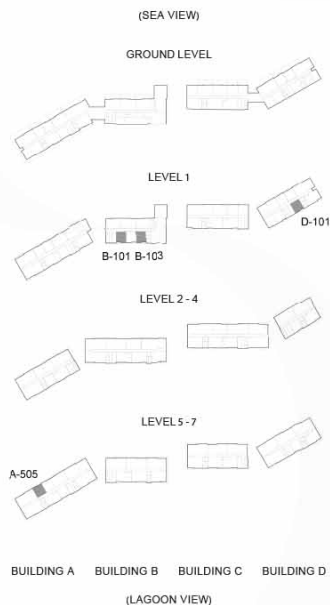 (SEA VIEW)
GROUND LEVEL
LEVEL 1
D-101
B-101 B-103
LEVEL 2 - 4
LEVEL 5 - 7
A-505
BUILDING A BUILDING B BUILDING C BUILDING D
(LAGOON VIEW)